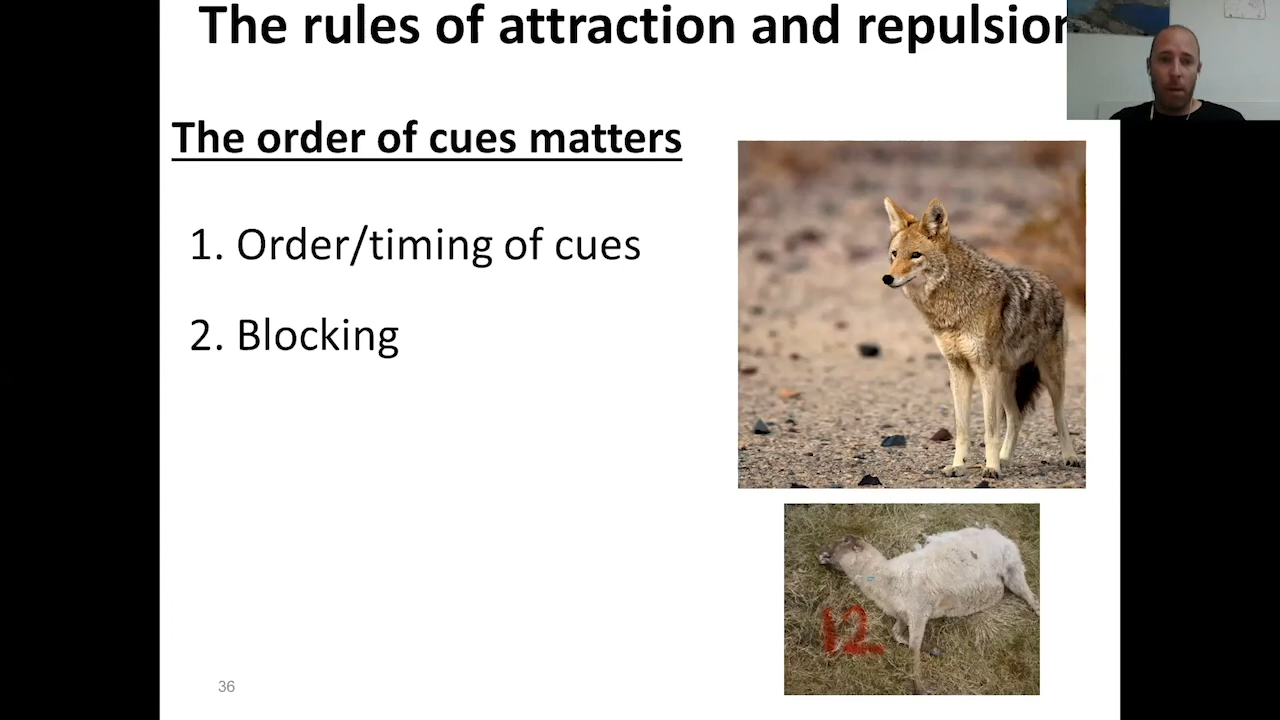 The rules of attraction and repulsion
The order of cues matters
1. Order/timing of cues
2. Blocking
12
36